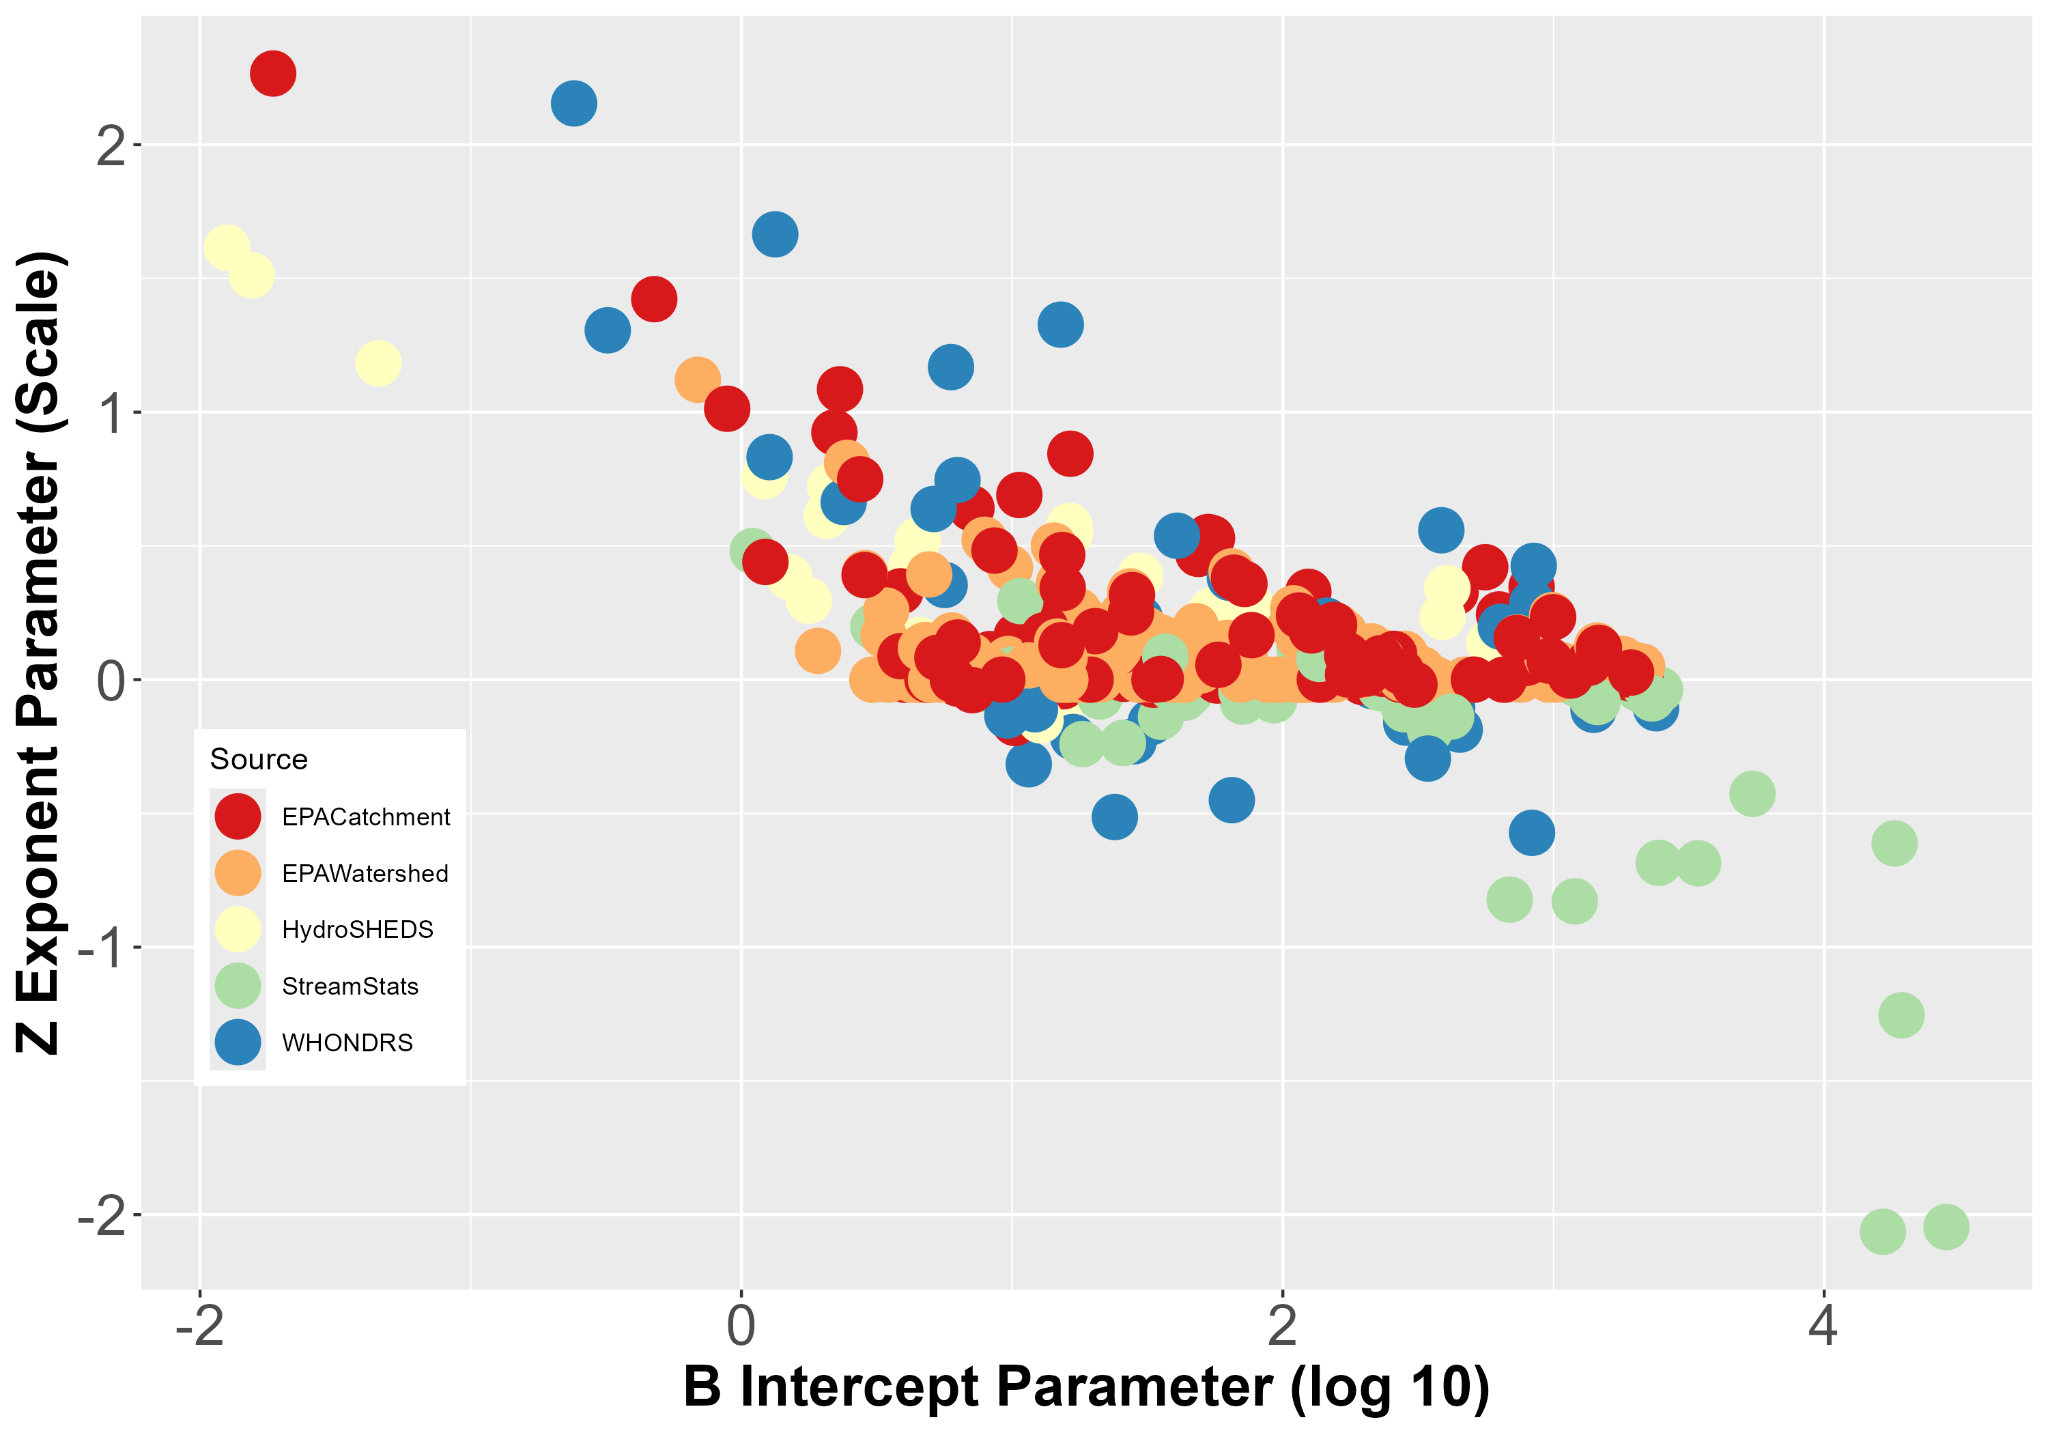 Z Exponent Parameter (Scale)
2
1
0
-1
-2
Source
EPACatchment
EPAWatershed
HydroSHEDS
StreamStats
WHONDRS
-2 0 2 4
B Intercept Parameter (log 10)